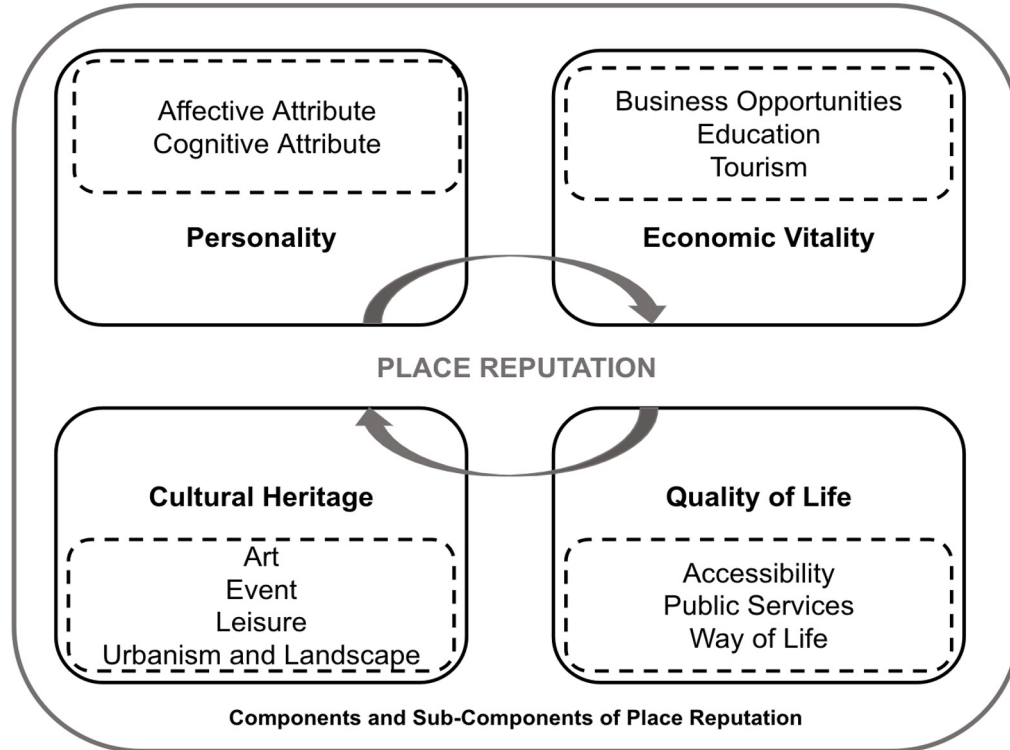 Affective Attribute
Cognitive Attribute
Personality
Business Opportunities
Education
Tourism
Economic Vitality
PLACE REPUTATION
Cultural Heritage
Art
Event
Leisure
Urbanism and Landscape
Quality of Life
Accessibility
Public Services
Way of Life
Components and Sub-Components of Place Reputation